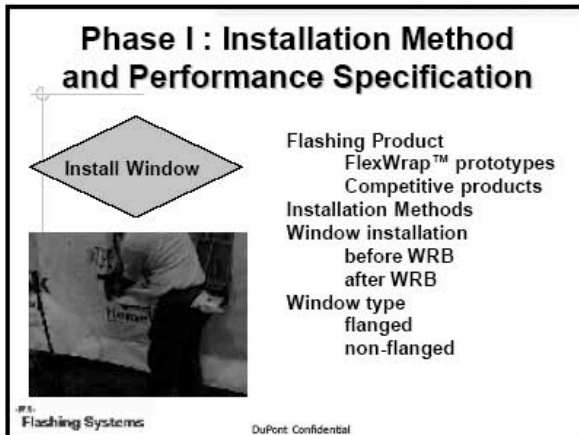 Phase I : Installation Method
and Performance Specification
Install Window
Flashing Product
FlexWrap™ prototypes
Competitive products
Installation Methods
Window installation
before WRB
after WRB
Window type
flanged
non-flanged
Flashing Systems
DuPont Confidential